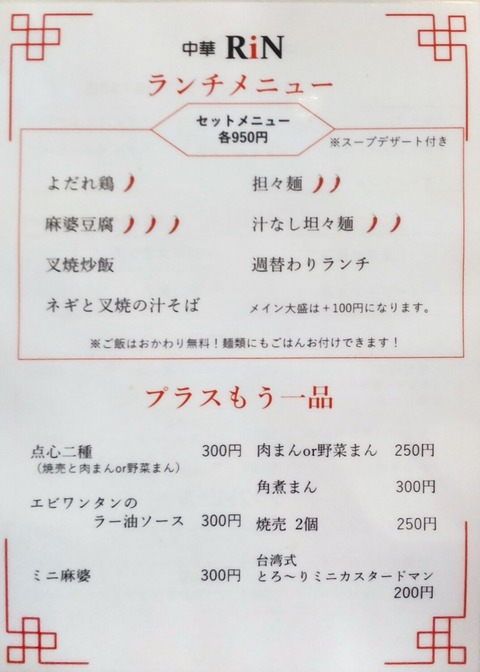 中華 RiN
ランチメニュー
セットメニュー
各950円
※スープデザート付き
よだれ鶏
担々麺
麻婆豆腐
汁なし坦々麺
叉焼炒飯
週替わりランチ
ネギと叉焼の汁そば
メイン大盛は＋100円になります。
※ご飯はおかわり無料！麺類にもごはんお付けできます！
プラスもう一品
点心二種 300円
（焼売と肉まんor野菜まん）
エビワンタンの
ラー油ソース 300円
ミニ麻婆 300円
肉まんor野菜まん 250円
角煮まん 300円
焼売 2個 250円
台湾式
とろ〜りミニカスタードマン
200円